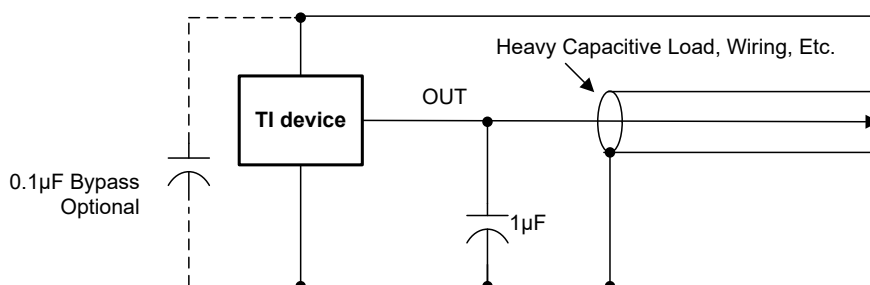 Heavy Capacitive Load, Wiring, Etc.
OUT
TI device
0.1µF Bypass
Optional
1µF